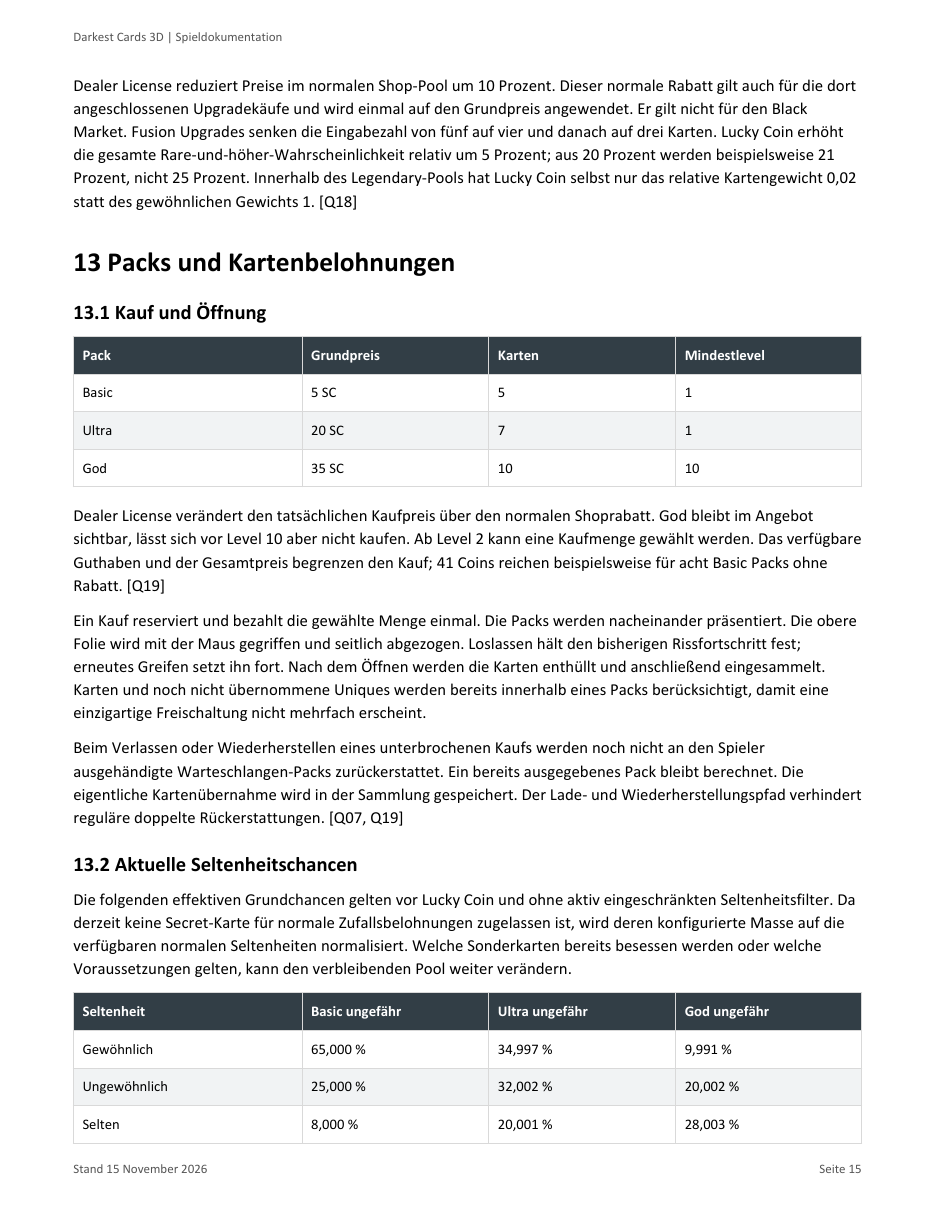 Darkest Cards 3D | Spieldokumentation
Dealer License reduziert Preise im normalen Shop-Pool um 10 Prozent. Dieser normale Rabatt gilt auch für die dort
angeschlossenen Upgradekäufe und wird einmal auf den Grundpreis angewendet. Er gilt nicht für den Black
Market. Fusion Upgrades senken die Eingabezahl von fünf auf vier und danach auf drei Karten. Lucky Coin erhöht
die gesamte Rare-und-höher-Wahrscheinlichkeit relativ um 5 Prozent; aus 20 Prozent werden beispielsweise 21
Prozent, nicht 25 Prozent. Innerhalb des Legendary-Pools hat Lucky Coin selbst nur das relative Kartengewicht 0,02
statt des gewöhnlichen Gewichts 1. [Q18]
13 Packs und Kartenbelohnungen
13.1 Kauf und Öffnung
Pack Grundpreis Karten Mindestlevel
Basic 5 SC 5 1
Ultra 20 SC 7 1
God 35 SC 10 10
Dealer License verändert den tatsächlichen Kaufpreis über den normalen Shoprabatt. God bleibt im Angebot
sichtbar, lässt sich vor Level 10 aber nicht kaufen. Ab Level 2 kann eine Kaufmenge gewählt werden. Das verfügbare
Guthaben und der Gesamtpreis begrenzen den Kauf; 41 Coins reichen beispielsweise für acht Basic Packs ohne
Rabatt. [Q19]
Ein Kauf reserviert und bezahlt die gewählte Menge einmal. Die Packs werden nacheinander präsentiert. Die obere
Folie wird mit der Maus gegriffen und seitlich abgezogen. Loslassen hält den bisherigen Rissfortschritt fest;
erneutes Greifen setzt ihn fort. Nach dem Öffnen werden die Karten enthüllt und anschließend eingesammelt.
Karten und noch nicht übernommene Uniques werden bereits innerhalb eines Packs berücksichtigt, damit eine
einzigartige Freischaltung nicht mehrfach erscheint.
Beim Verlassen oder Wiederherstellen eines unterbrochenen Kaufs werden noch nicht an den Spieler
ausgehändigte Warteschlangen-Packs zurückerstattet. Ein bereits ausgegebenes Pack bleibt berechnet. Die
eigentliche Kartenübernahme wird in der Sammlung gespeichert. Der Lade- und Wiederherstellungspfad verhindert
reguläre doppelte Rückerstattungen. [Q07, Q19]
13.2 Aktuelle Seltenheitschancen
Die folgenden effektiven Grundchancen gelten vor Lucky Coin und ohne aktiv eingeschränkten Seltenheitsfilter. Da
derzeit keine Secret-Karte für normale Zufallsbelohnungen zugelassen ist, wird deren konfigurierte Masse auf die
verfügbaren normalen Seltenheiten normalisiert. Welche Sonderkarten bereits besessen werden oder welche
Voraussetzungen gelten, kann den verbleibenden Pool weiter verändern.
Seltenheit Basic ungefähr Ultra ungefähr God ungefähr
Gewöhnlich 65,000 % 34,997 % 9,991 %
Ungewöhnlich 25,000 % 32,002 % 20,002 %
Selten 8,000 % 20,001 % 28,003 %
Stand 15 November 2026 Seite 15